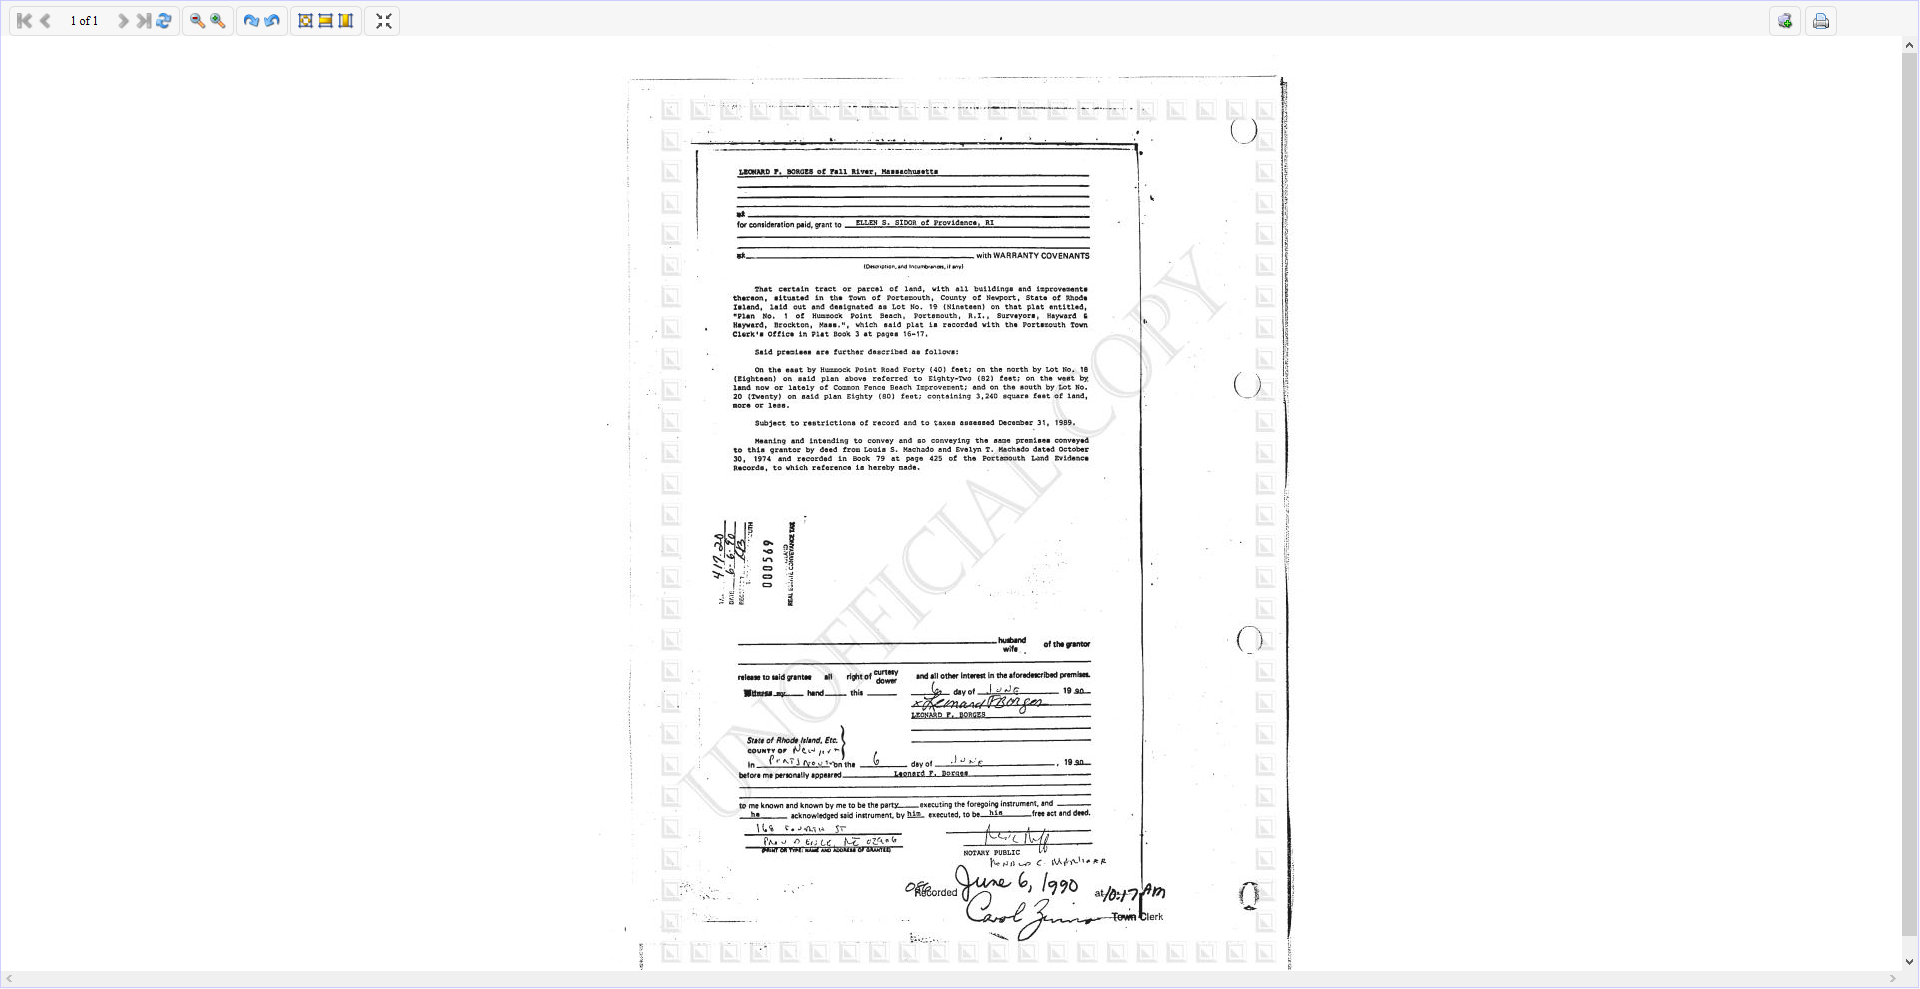 1 of 1
LEONARD F. BORGES of Fall River, Massachusetts
for consideration paid, grant to ELLEN S. SIDOR of Providence, RI
with WARRANTY COVENANTS
(Description, and Incumbrances, if any)
That certain tract or parcel of land, with all buildings and improvements
thereon, situated in the Town of Portsmouth, County of Newport, State of Rhode
Island, laid out and designated as Lot No. 19 (Nineteen) on that plat entitled,
"Plan No. 1 of Hummock Point Beach, Portsmouth, R.I., Surveyors, Hayward &
Hayward, Brockton, Mass.", which said plat is recorded with the Portsmouth Town
Clerk's Office in Plat Book 3 at pages 16-17.
Said premises are further described as follows:
On the east by Hummock Point Road Forty (40) feet; on the north by Lot No. 18
(Eighteen) on said plan above referred to Eighty-Two (82) feet; on the west by
land now or lately of Common Fence Beach Improvement; and on the south by Lot No.
20 (Twenty) on said plan Eighty (80) feet; containing 3,240 square feet of land,
more or less.
Subject to restrictions of record and to taxes assessed December 31, 1989.
Meaning and intending to convey and so conveying the same premises conveyed
to this grantor by deed from Louis S. Machado and Evelyn T. Machado dated October
30, 1974 and recorded in Book 79 at page 425 of the Portsmouth Land Evidence
Records, to which reference is hereby made.
417.20
DATE 6-6-90
000569
REAL ESTATE CONVEYANCE TAX
UNOFFICIAL COPY
husband
wife of the grantor
release to said grantee all right of curtesy dower and all other interest in the aforedescribed premises.
Witness my hand this 6 day of June 1990
x Leonard F Borges
LEONARD F. BORGES
State of Rhode Island, Etc.
COUNTY OF Newport
In Portsmouth on the 6 day of June, 1990
before me personally appeared Leonard F. Borges
to me known and known by me to be the party executing the foregoing instrument, and
he acknowledged said instrument, by him executed, to be his free act and deed.
168 Fourth St
Providence, RI 02906
(PRINT OR TYPE: NAME AND ADDRESS OF GRANTEE)
NOTARY PUBLIC
Recorded June 6, 1990 at 10:17 AM
Carol Town Clerk